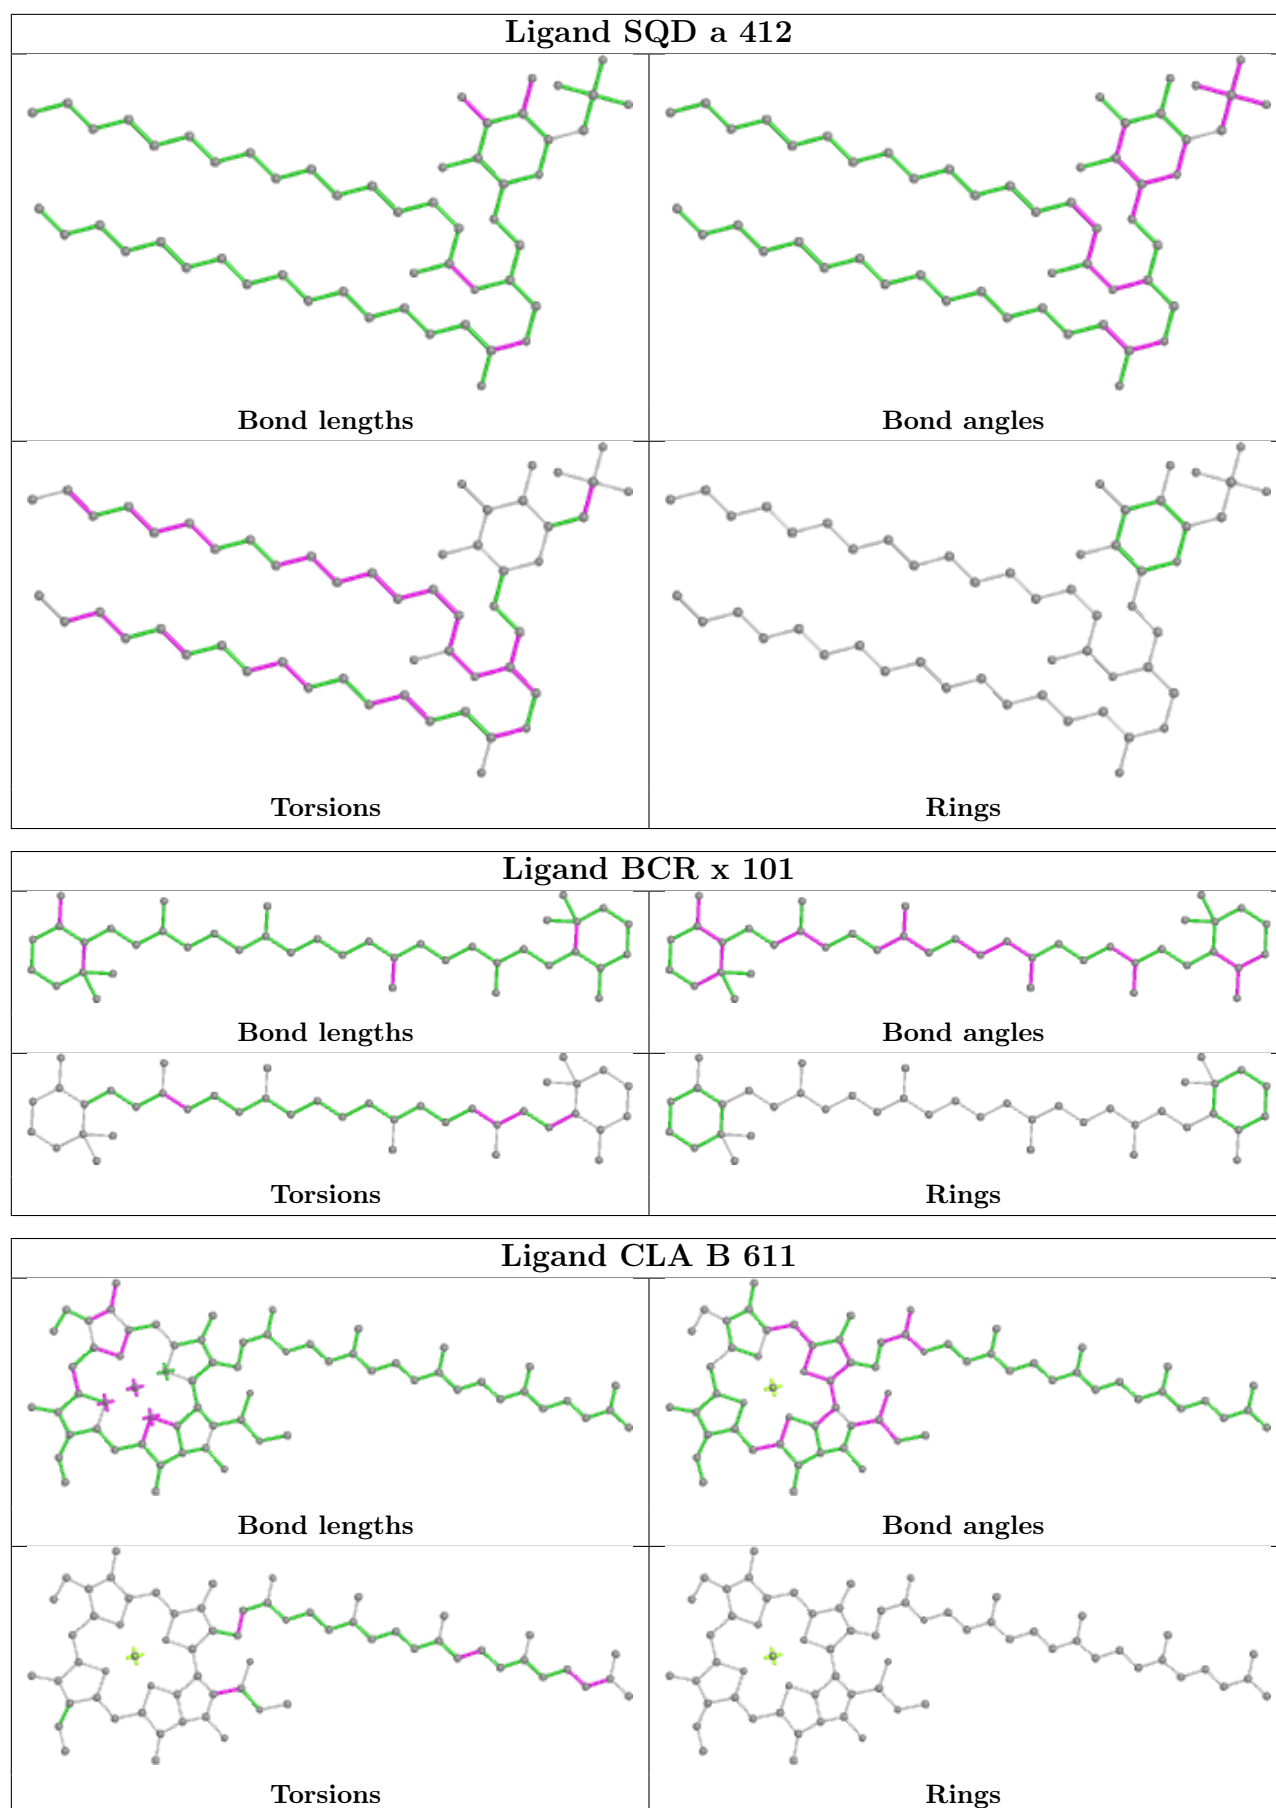 Ligand SQD a 412
Bond lengths
Bond angles
Torsions
Rings
Ligand BCR x 101
Bond lengths
Bond angles
Torsions
Rings
Ligand CLA B 611
Bond lengths
Bond angles
Torsions
Rings